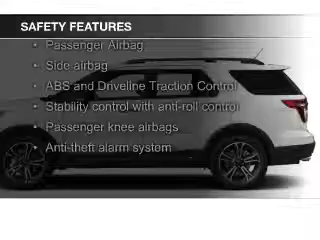 SAFETY FEATURES
• Passenger Airbag
• Side airbag
• ABS and Driveline Traction Control
• Stability control with anti-roll control
• Passenger knee airbags
• Anti-theft alarm system